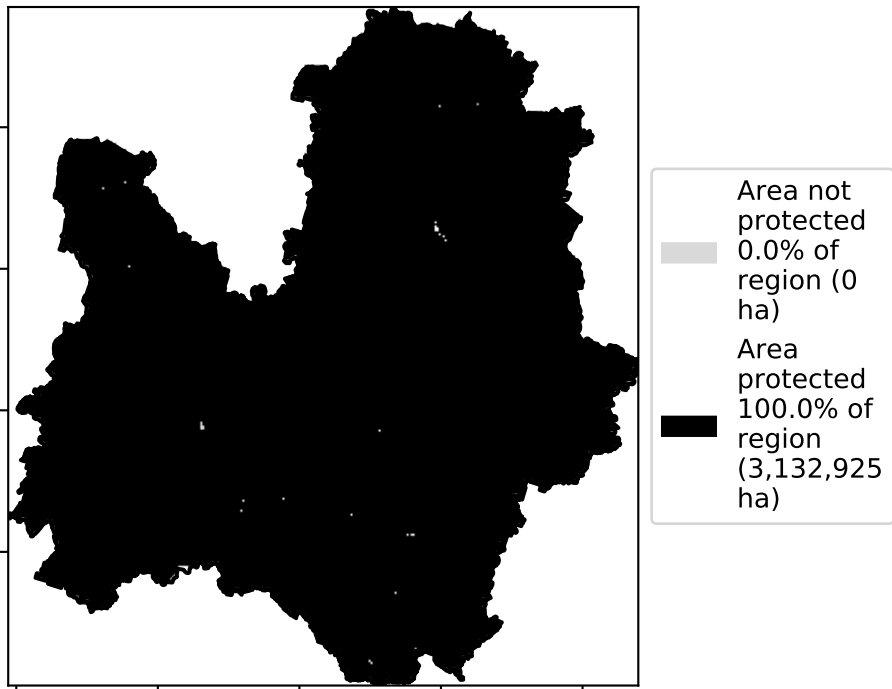 Area not
protected
0.0% of
region (0
ha)
Area
protected
100.0% of
region
(3,132,925
ha)